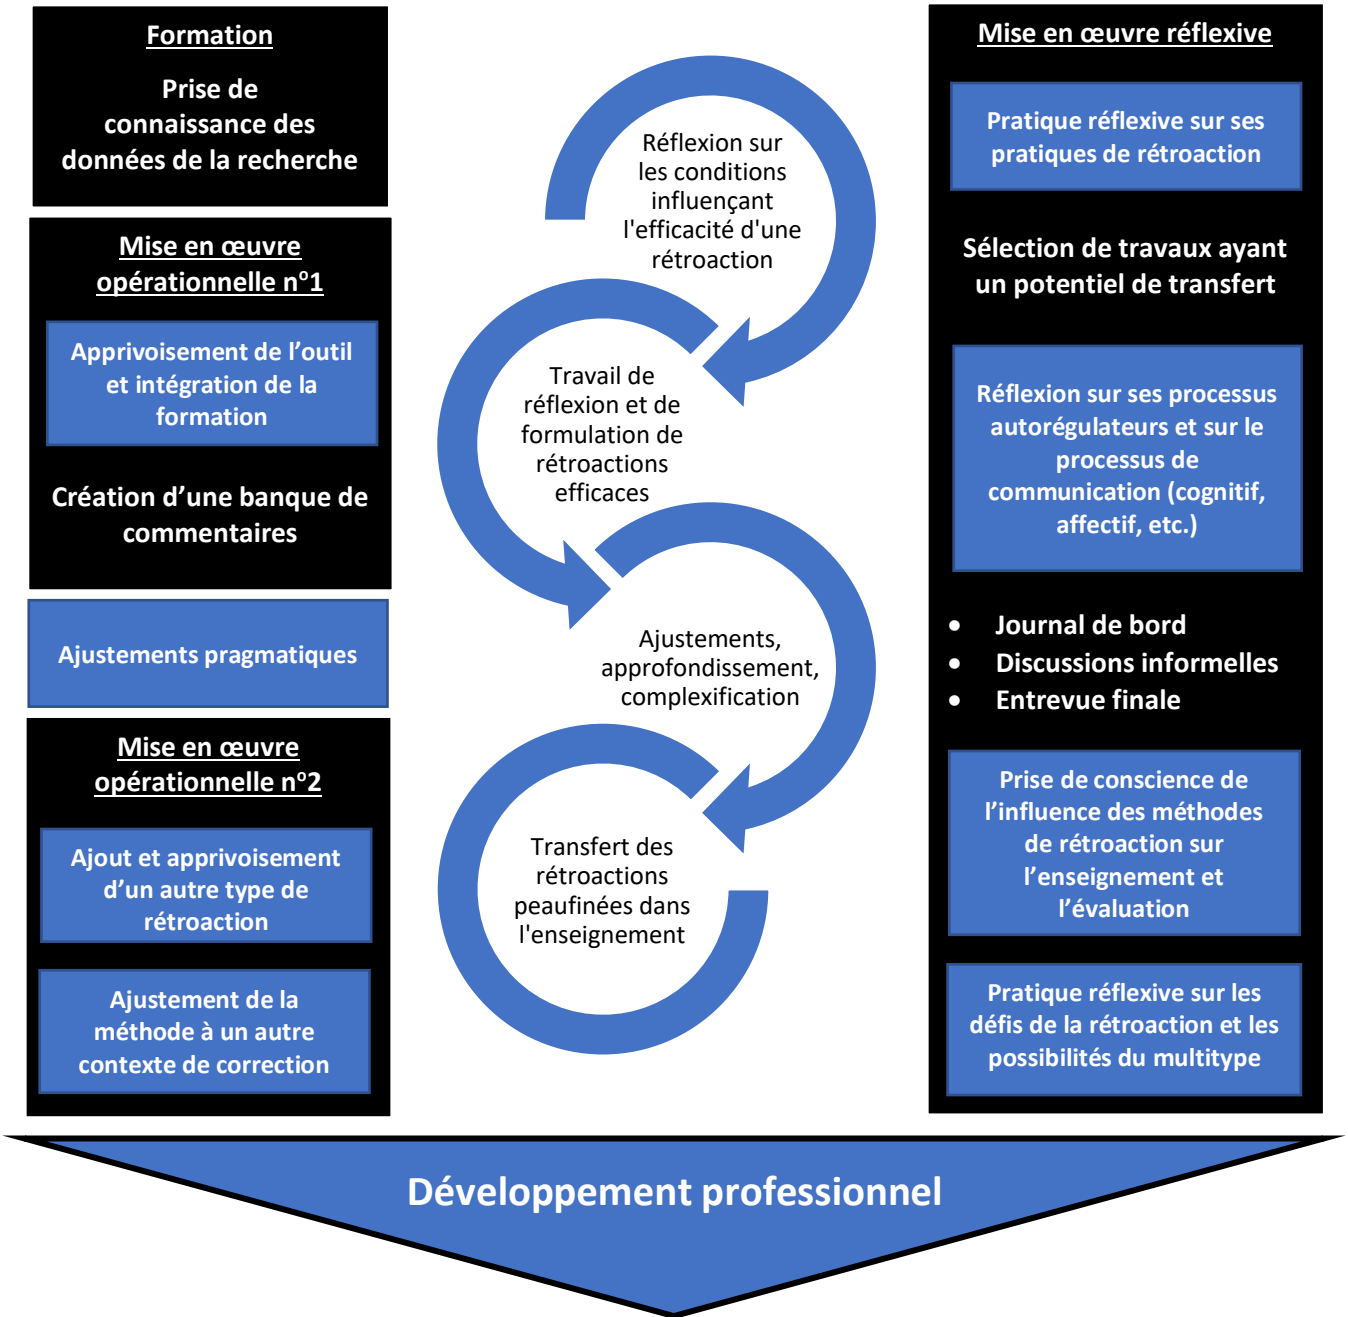 Formation
Prise de
connaissance des
données de la recherche
Mise en œuvre
opérationnelle nº1
Apprivoisement de l’outil
et intégration de la
formation
Création d’une banque de
commentaires
Ajustements pragmatiques
Mise en œuvre
opérationnelle nº2
Ajout et apprivoisement
d’un autre type de
rétroaction
Ajustement de la
méthode à un autre
contexte de correction
Réflexion sur
les conditions
influençant
l'efficacité d'une
rétroaction
Travail de
réflexion et de
formulation de
rétroactions
efficaces
Ajustements,
approfondissement,
complexification
Transfert des
rétroactions
peaufinées dans
l'enseignement
Mise en œuvre réflexive
Pratique réflexive sur ses
pratiques de rétroaction
Sélection de travaux ayant
un potentiel de transfert
Réflexion sur ses processus
autorégulateurs et sur le
processus de
communication (cognitif,
affectif, etc.)
• Journal de bord
• Discussions informelles
• Entrevue finale
Prise de conscience de
l’influence des méthodes
de rétroaction sur
l’enseignement et
l’évaluation
Pratique réflexive sur les
défis de la rétroaction et les
possibilités du multitype
Développement professionnel